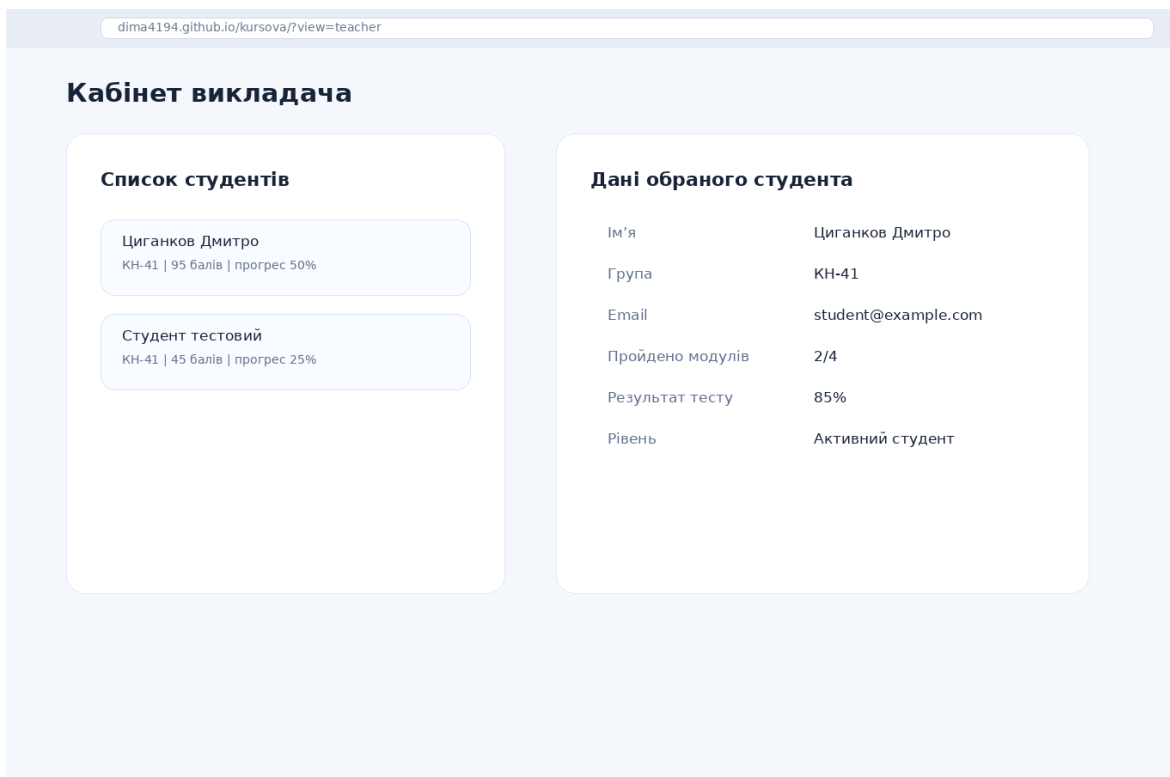 dima4194.github.io/kursova/?view=teacher
Кабінет викладача
Список студентів
Циганков Дмитро
КН-41 | 95 балів | прогрес 50%
Студент тестовий
КН-41 | 45 балів | прогрес 25%
Дані обраного студента
Ім’я Циганков Дмитро
Група КН-41
Email student@example.com
Пройдено модулів 2/4
Результат тесту 85%
Рівень Активний студент